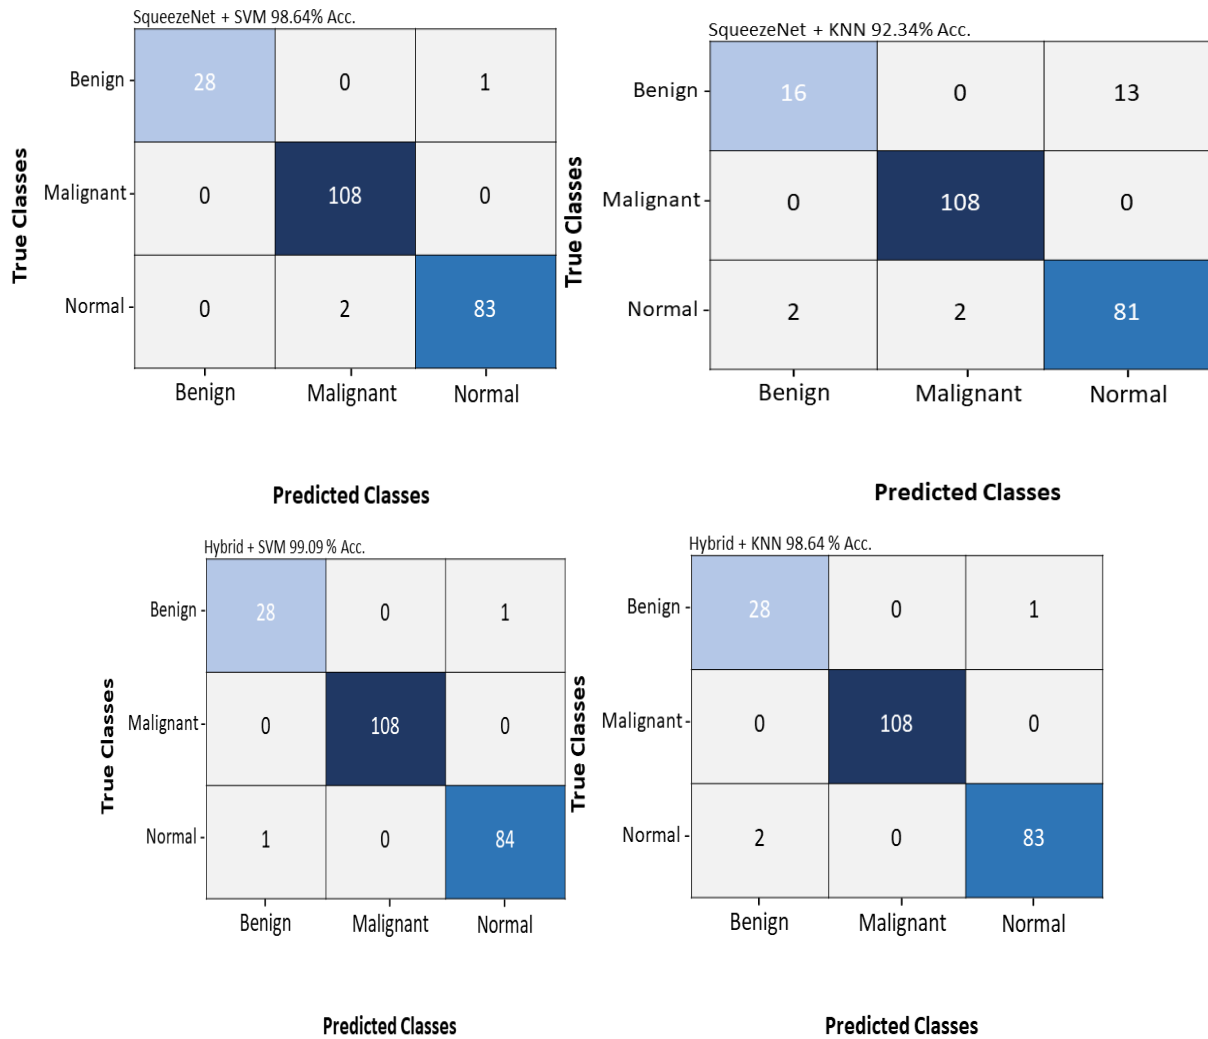 SqueezeNet + SVM 98.64% Acc.
True Classes
Benign 28 0 1
Malignant 0 108 0
Normal 0 2 83
Benign Malignant Normal
Predicted Classes
SqueezeNet + KNN 92.34% Acc.
True Classes
Benign 16 0 13
Malignant 0 108 0
Normal 2 2 81
Benign Malignant Normal
Predicted Classes
Hybrid + SVM 99.09 % Acc.
True Classes
Benign 28 0 1
Malignant 0 108 0
Normal 1 0 84
Benign Malignant Normal
Predicted Classes
Hybrid + KNN 98.64 % Acc.
True Classes
Benign 28 0 1
Malignant 0 108 0
Normal 2 0 83
Benign Malignant Normal
Predicted Classes